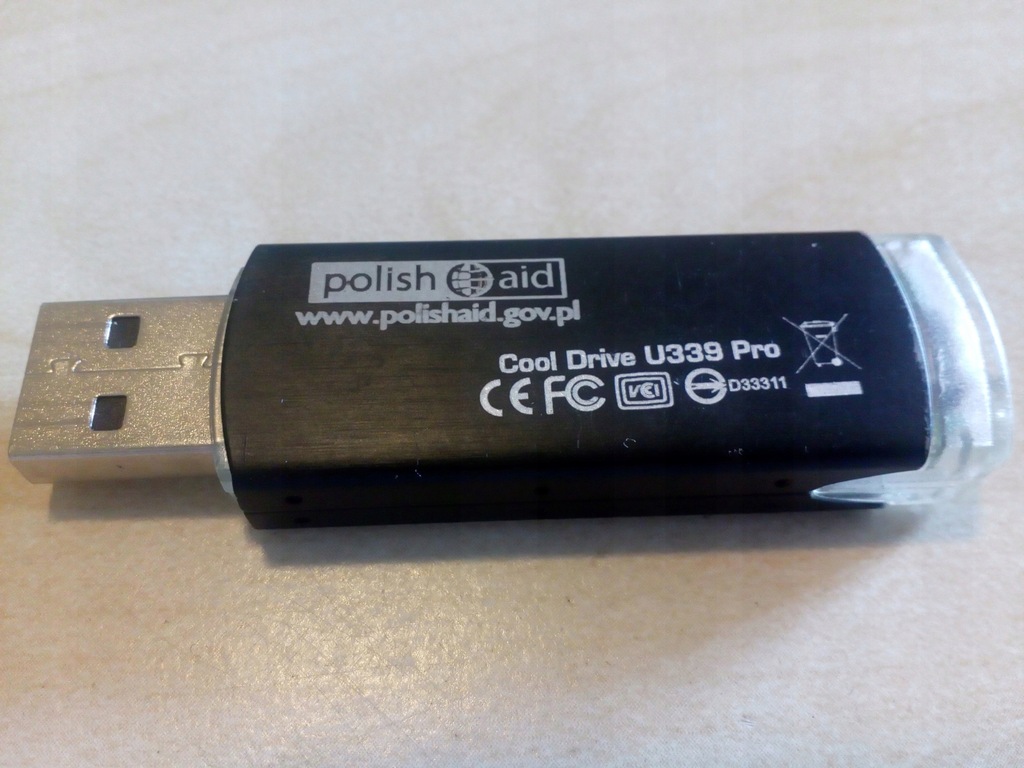 polish aid
www.polishaid.gov.pl
Cool Drive U339 Pro
CE FC VCI D33311